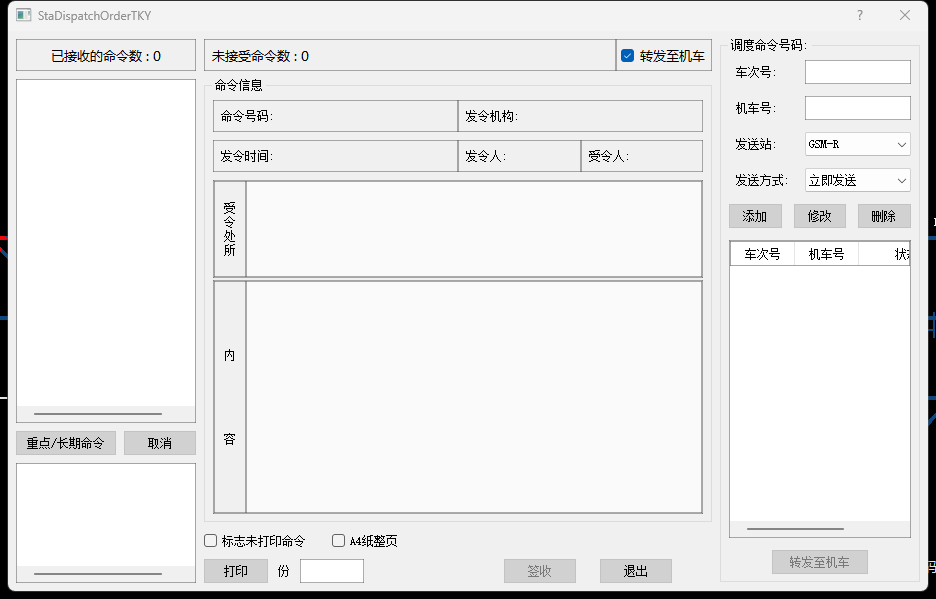 StaDispatchOrderTKY
已接收的命令数：0
未接受命令数：0
转发至机车
命令信息
命令号码:
发令机构:
发令时间:
发令人:
受令人:
受令处所
内容
重点/长期命令
取消
标志未打印命令
A4纸整页
打印
份
签收
退出
调度命令号码:
车次号:
机车号:
发送站:
GSM-R
发送方式:
立即发送
添加
修改
删除
车次号
机车号
转发至机车